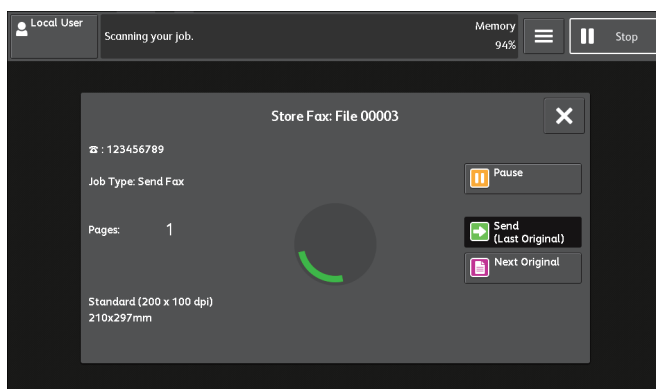 Local User
Scanning your job.
Memory
94%
Stop
Store Fax: File 00003
☎ : 123456789
Job Type: Send Fax
Pages: 1
Standard (200 x 100 dpi)
210x297mm
Pause
Send
(Last Original)
Next Original